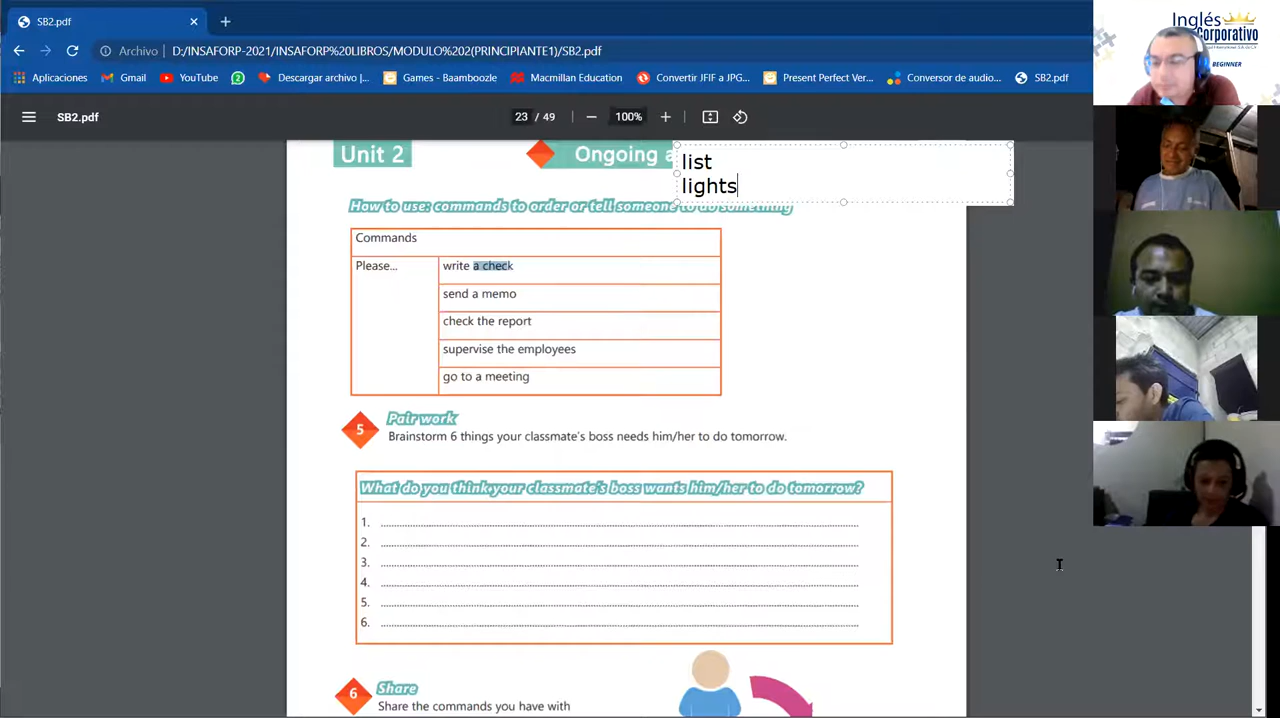 SB2.pdf
Archivo D:/INSAFORP-2021/INSAFORP%20LIBROS/MODULO%202(PRINCIPIANTE1)/SB2.pdf
Aplicaciones Gmail YouTube Descargar archivo | Games - Baamboozle Macmillan Education Convertir JFIF a JPG... Present Perfect Ver... Conversor de audio... SB2.pdf
SB2.pdf 23 / 49 100%
Inglés
Corporativo
BEGINNER
Unit 2 Ongoing a
list
lights
How to use: commands to order or tell someone to do something
Commands
Please... write a check
send a memo
check the report
supervise the employees
go to a meeting
5 Pair work
Brainstorm 6 things your classmate's boss needs him/her to do tomorrow.
What do you think your classmate's boss wants him/her to do tomorrow?
1.
2.
3.
4.
5.
6.
6 Share
Share the commands you have with